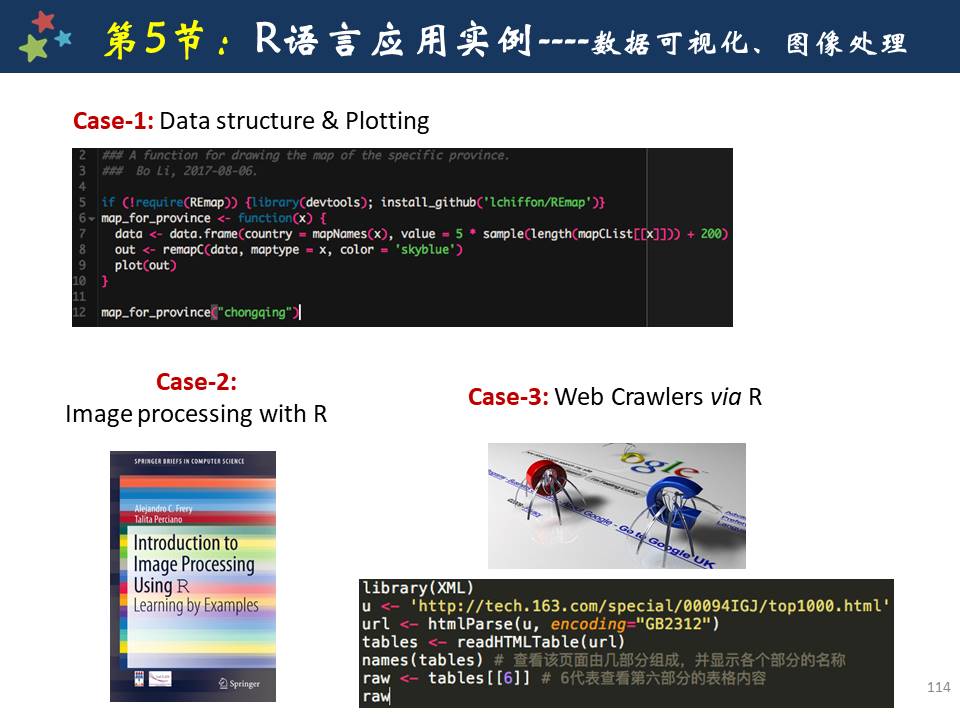 第5节：R语言应用实例----数据可视化、图像处理
Case-1: Data structure & Plotting
2 ### A function for drawing the map of the specific province.
3 ### Bo Li, 2017-08-06.
4
5 if (!require(REmap)) {library(devtools); install_github('lchiffon/REmap')}
6 map_for_province <- function(x) {
7 data <- data.frame(country = mapNames(x), value = 5 * sample(length(mapCList[[x]])) + 200)
8 out <- remapC(data, maptype = x, color = 'skyblue')
9 plot(out)
10 }
11
12 map_for_province("chongqing")
Case-2:
Image processing with R
SPRINGER BRIEFS IN COMPUTER SCIENCE
Alejandro C. Frery
Talita Perciano
Introduction to
Image Processing
Using R
Learning by Examples
Springer
Case-3: Web Crawlers via R
ogle
I'm Feeling Lucky
About Google - Go to Google UK
library(XML)
u <- 'http://tech.163.com/special/00094IGJ/top1000.html'
url <- htmlParse(u, encoding="GB2312")
tables <- readHTMLTable(url)
names(tables) # 查看该页面由几部分组成，并显示各个部分的名称
raw <- tables[[6]] # 6代表查看第六部分的表格内容
raw
114